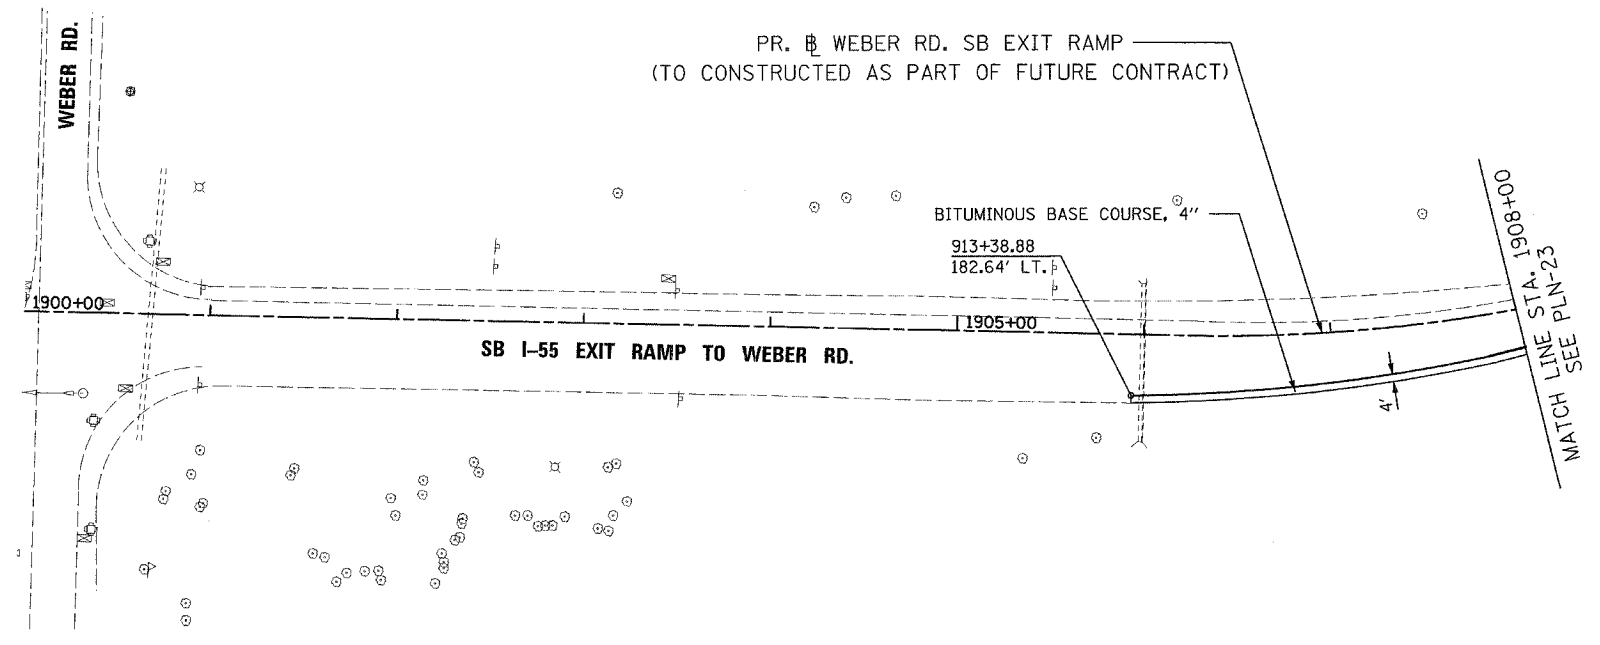 WEBER RD.
PR. ℄ WEBER RD. SB EXIT RAMP
(TO CONSTRUCTED AS PART OF FUTURE CONTRACT)
BITUMINOUS BASE COURSE, 4"
913+38.88
182.64' LT.
1900+00
1905+00
SB I-55 EXIT RAMP TO WEBER RD.
4'
MATCH LINE STA. 1908+00
SEE PLN-23